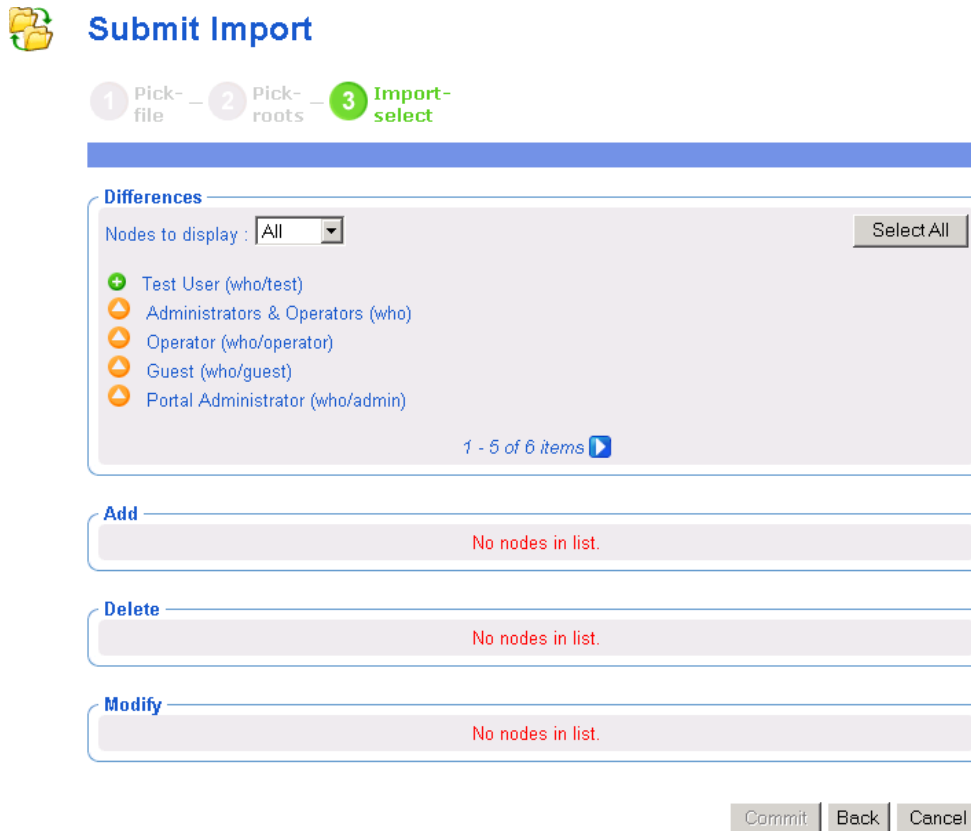 Submit Import
1 Pick- – 2 Pick- – 3 Import-
file roots select
Differences
Nodes to display : All Select All
Test User (who/test)
Administrators & Operators (who)
Operator (who/operator)
Guest (who/guest)
Portal Administrator (who/admin)
1 - 5 of 6 items
Add
No nodes in list.
Delete
No nodes in list.
Modify
No nodes in list.
Commit Back Cancel